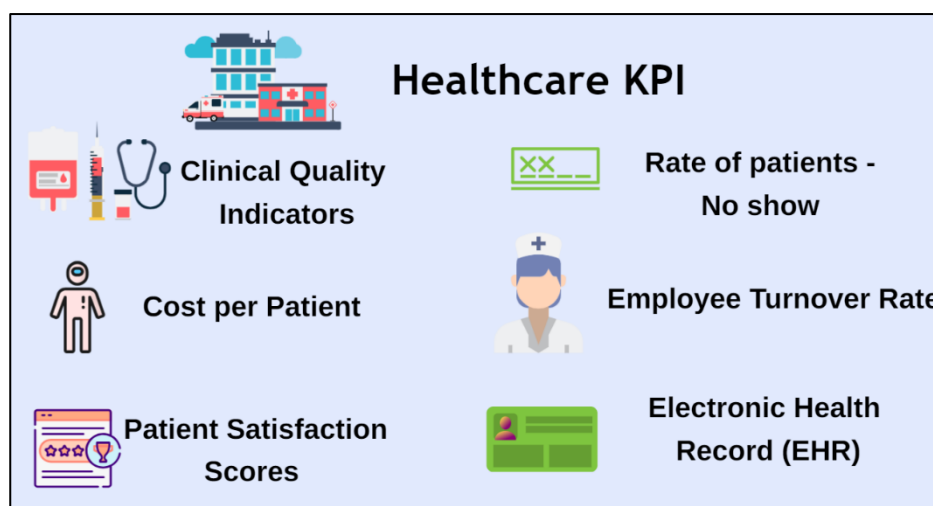 Healthcare KPI
Clinical Quality
Indicators
Rate of patients -
No show
Cost per Patient
Employee Turnover Rate
Patient Satisfaction
Scores
Electronic Health
Record (EHR)
XX__